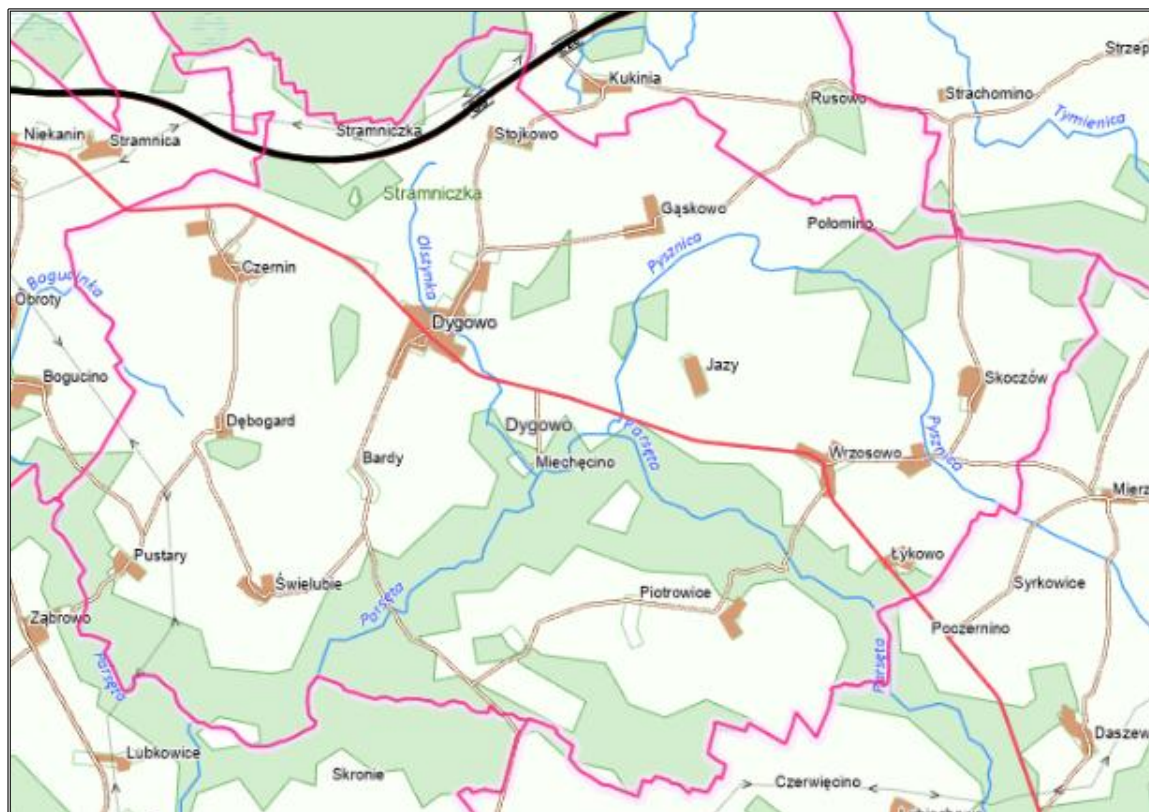 Kukinia
Strzep
Rusowo
Strachomino
Tymienica
Niekanin
Stramnica
Stramniczka
Stojkowo
Stramniczka
Gąskowo
Połomino
Pysznica
Olszynka
Bogucinka
Czernin
Obroty
Dygowo
Jazy
Bogucino
Skoczów
Dębogard
Dygowo
Parsęta
Bardy
Miechęcino
Wrzosowo
Pysznica
Mierz
Pustary
Łykowo
Świelubie
Parsęta
Piotrowice
Syrkowice
Ząbrowo
Poczernino
Parsęta
Parsęta
Daszew
Lubkowice
Skronie
Czerwięcino